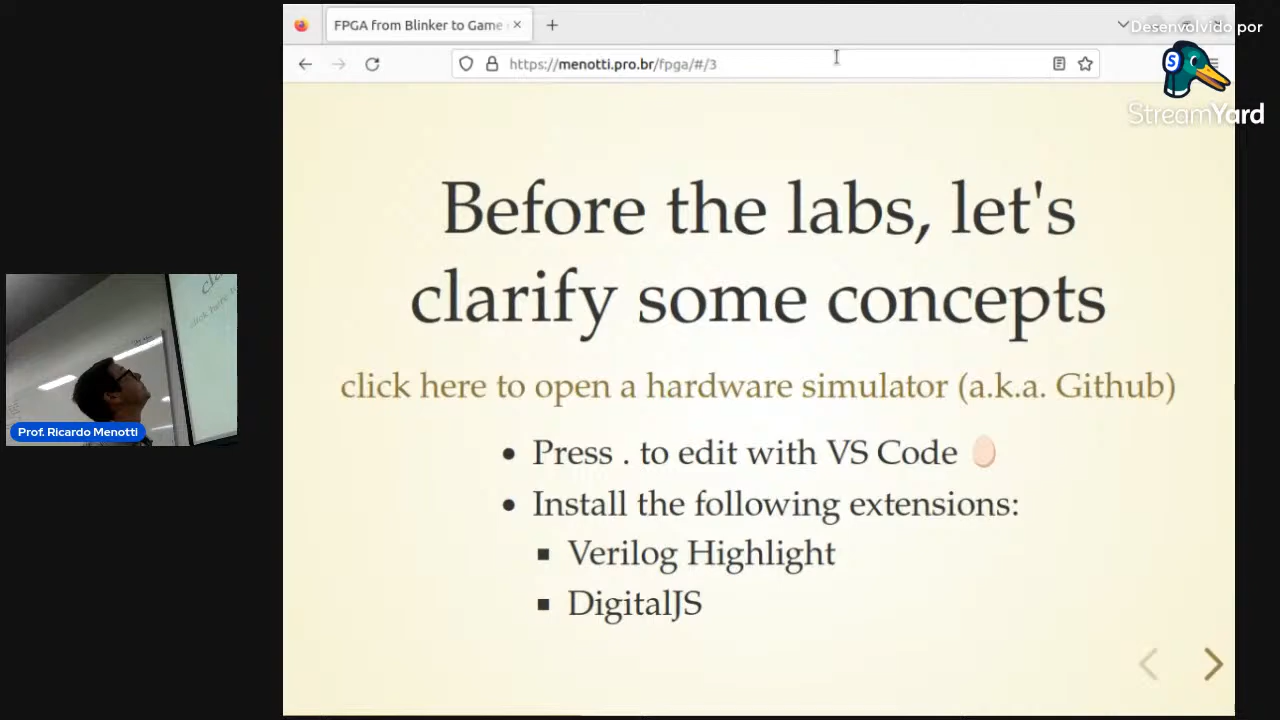 FPGA from Blinker to Game
Desenvolvido por
https://menotti.pro.br/fpga/#/3
StreamYard
Before the labs, let's
clarify some concepts
click here to open a hardware simulator (a.k.a. Github)
Press . to edit with VS Code
Install the following extensions:
Verilog Highlight
DigitalJS
Prof. Ricardo Menotti